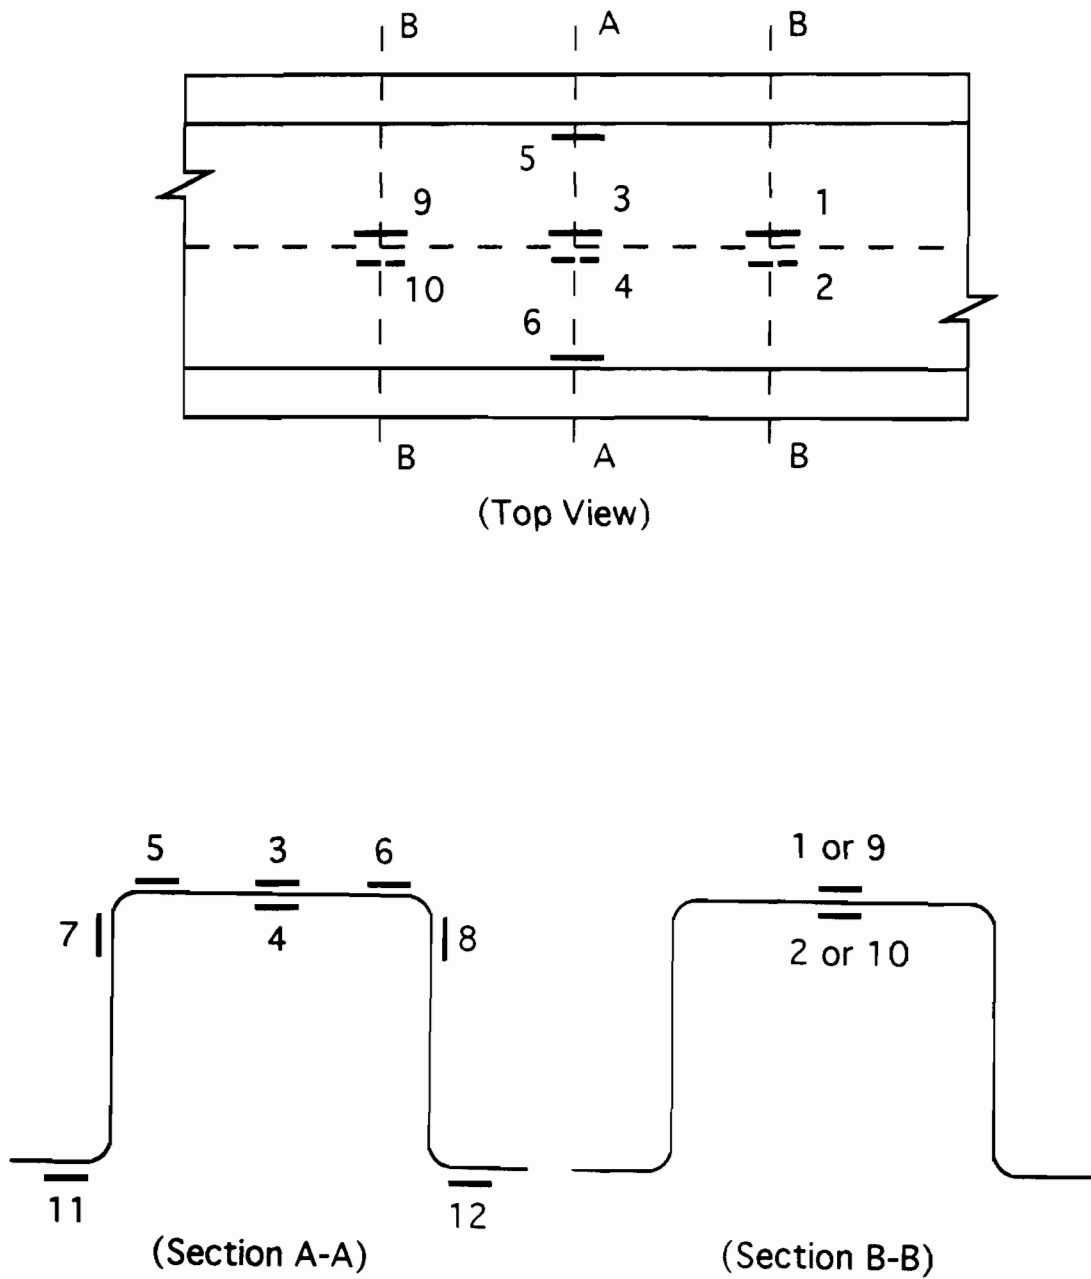 B A B
5
9 3 1
10 4 2
6
B A B
(Top View)
5 3 6
7 4 8
11 12
(Section A-A)
1 or 9
2 or 10
(Section B-B)